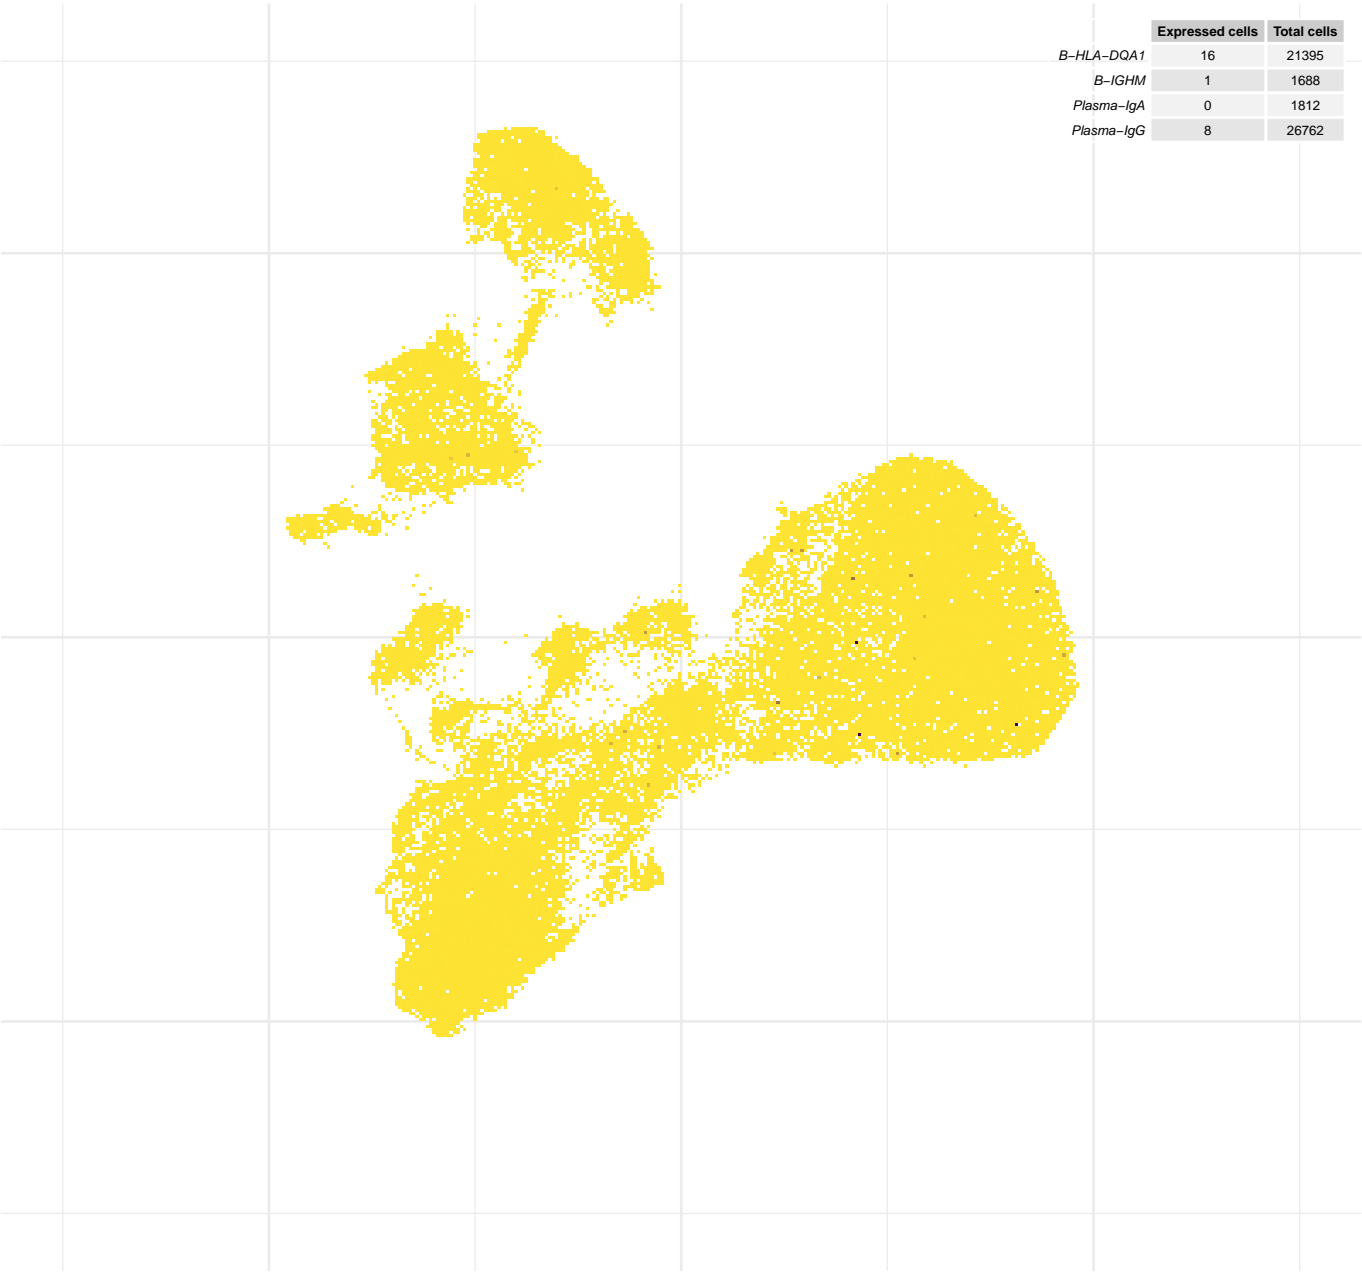 Expressed cells Total cells
B−HLA−DQA1 16 21395
B−IGHM 1 1688
Plasma−IgA 0 1812
Plasma−IgG 8 26762